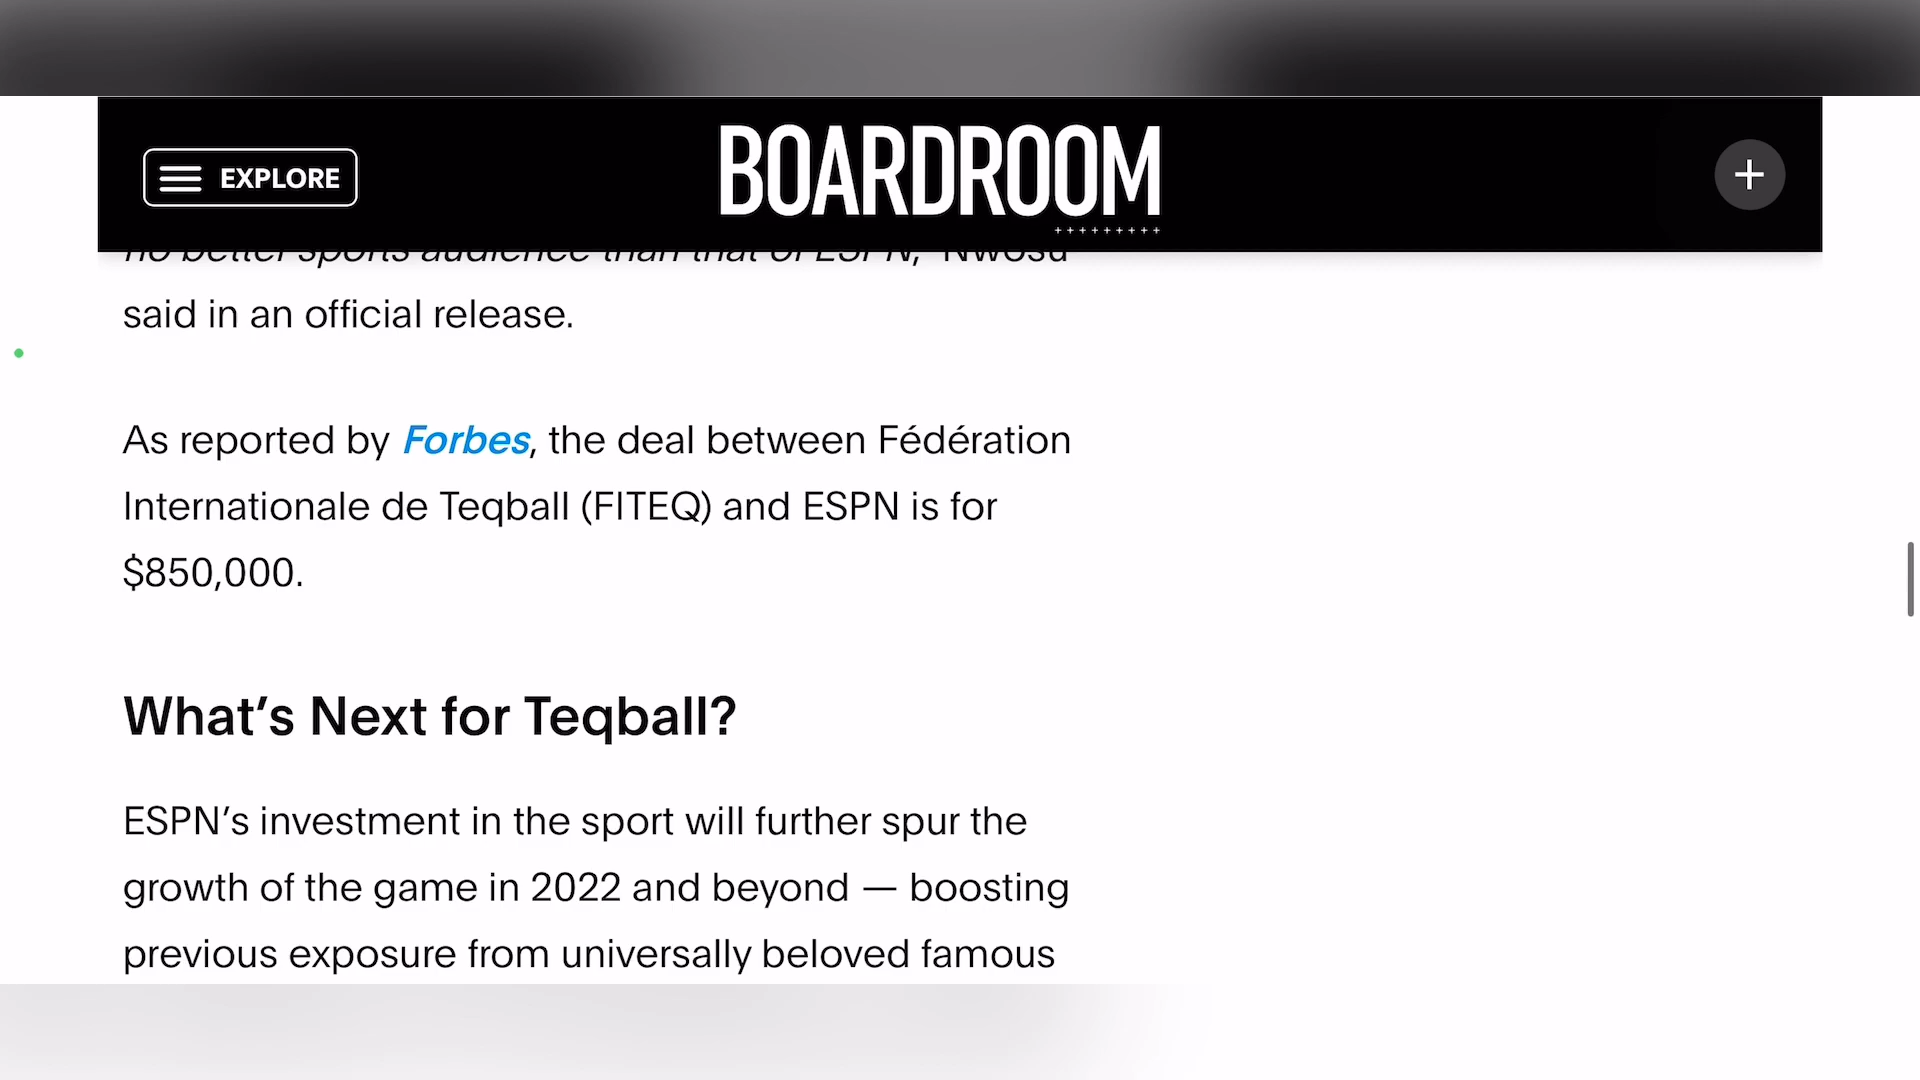 EXPLORE
BOARDROOM
no better sports audience than that of ESPN," Nwosu
said in an official release.
As reported by Forbes, the deal between Fédération
Internationale de Teqball (FITEQ) and ESPN is for
$850,000.
What’s Next for Teqball?
ESPN’s investment in the sport will further spur the
growth of the game in 2022 and beyond — boosting
previous exposure from universally beloved famous